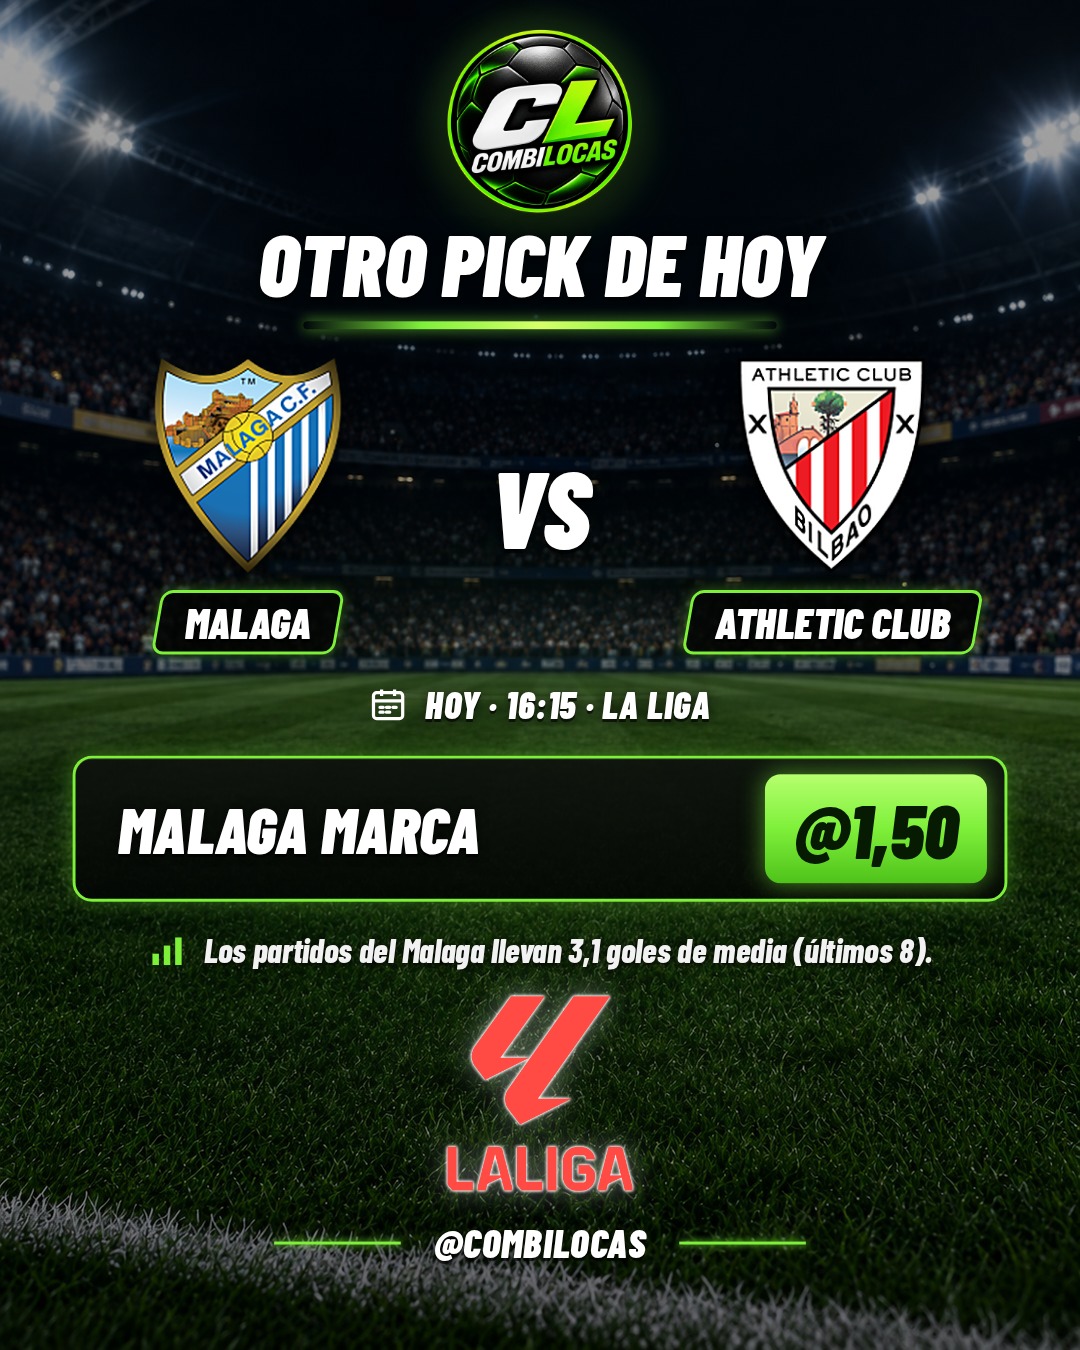 CL
COMBILOCAS
OTRO PICK DE HOY
TM
MALAGA C.F.
ATHLETIC CLUB
BILBAO
VS
MALAGA
ATHLETIC CLUB
HOY · 16:15 · LA LIGA
MALAGA MARCA
@1,50
Los partidos del Malaga llevan 3,1 goles de media (últimos 8).
LALIGA
@COMBILOCAS